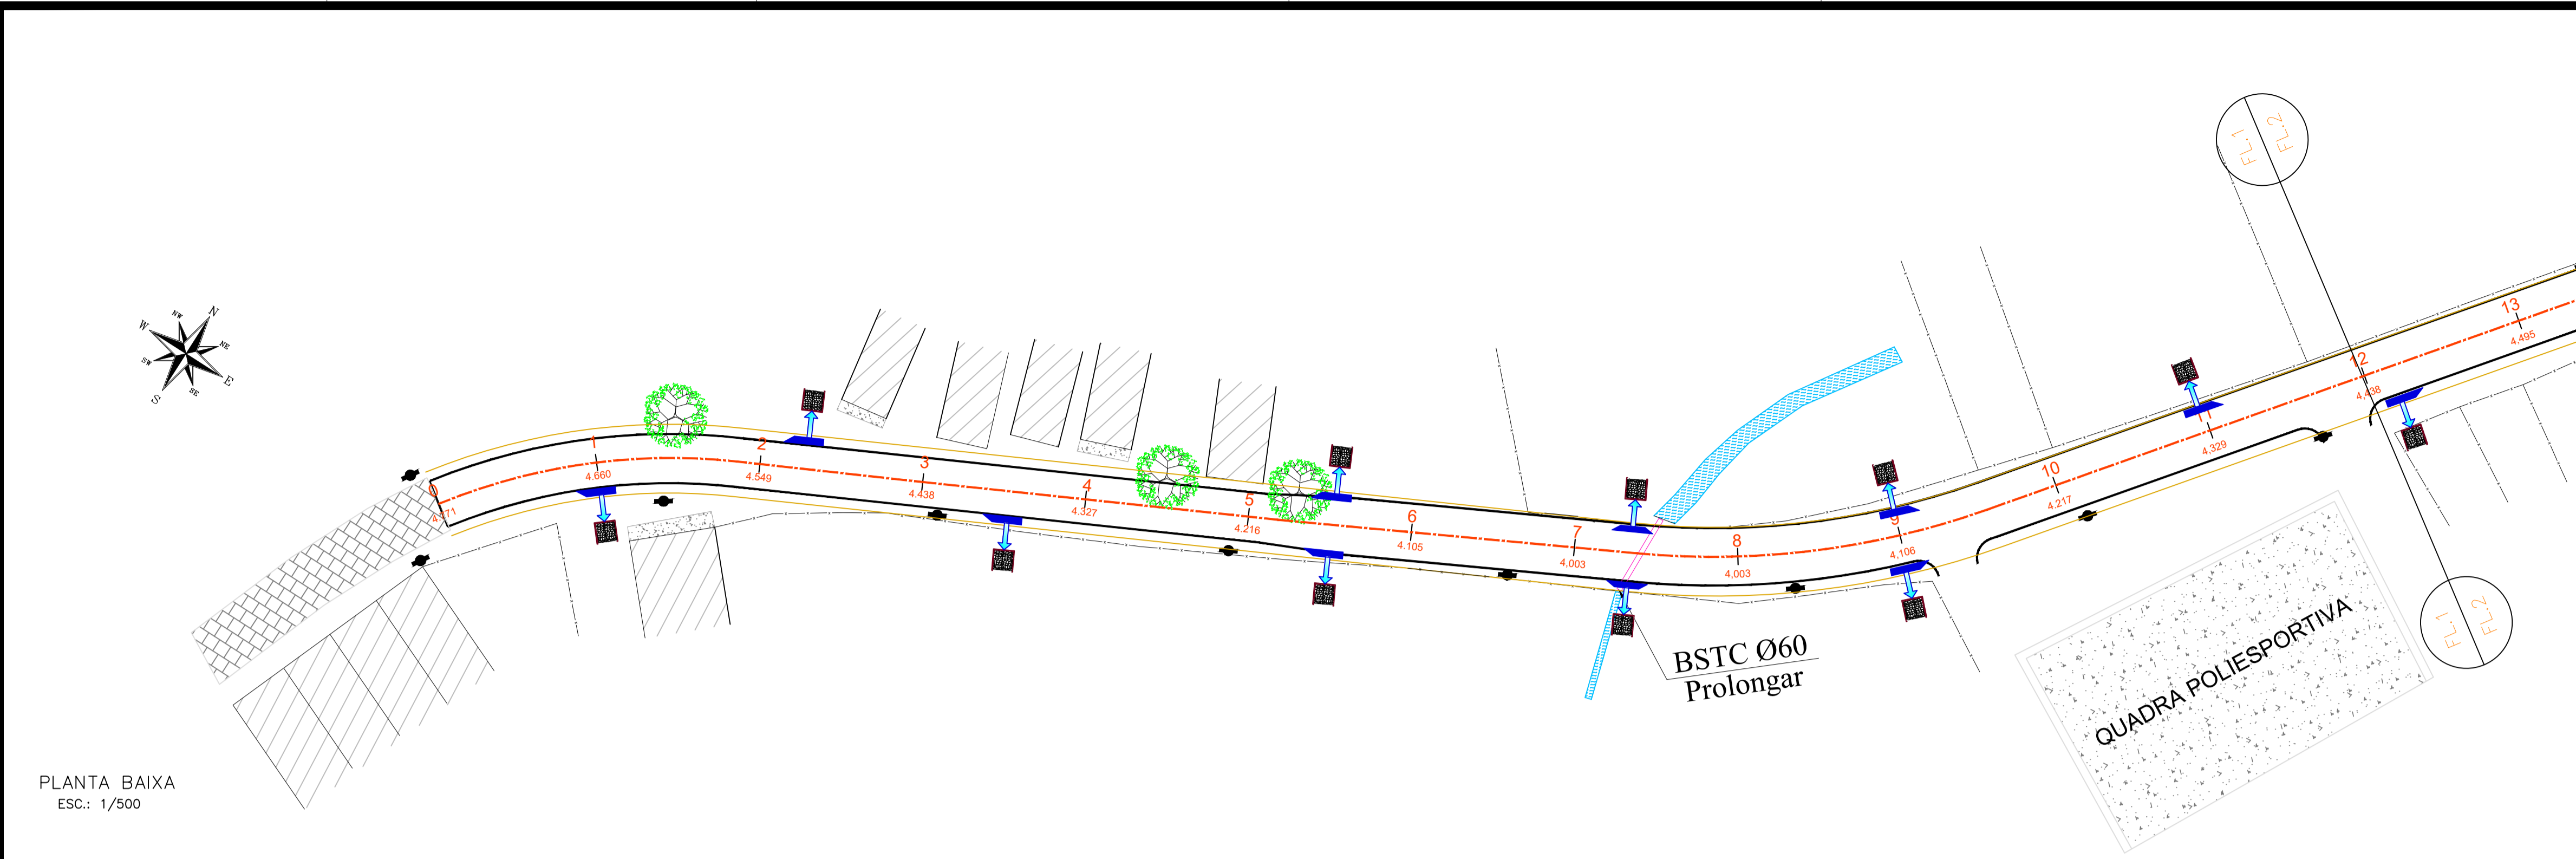 FL.1
FL.2
N
NW
W
NE
SW
E
SE
S
0
4.771
1
4.660
2
4.549
3
4.438
4
4.327
5
4.216
6
4.105
7
4,003
8
4,003
9
4,106
10
4.217
11
4.329
12
4,438
13
4,495
BSTC Ø60
Prolongar
QUADRA POLIESPORTIVA
FL.1
FL.2
PLANTA BAIXA
ESC.: 1/500